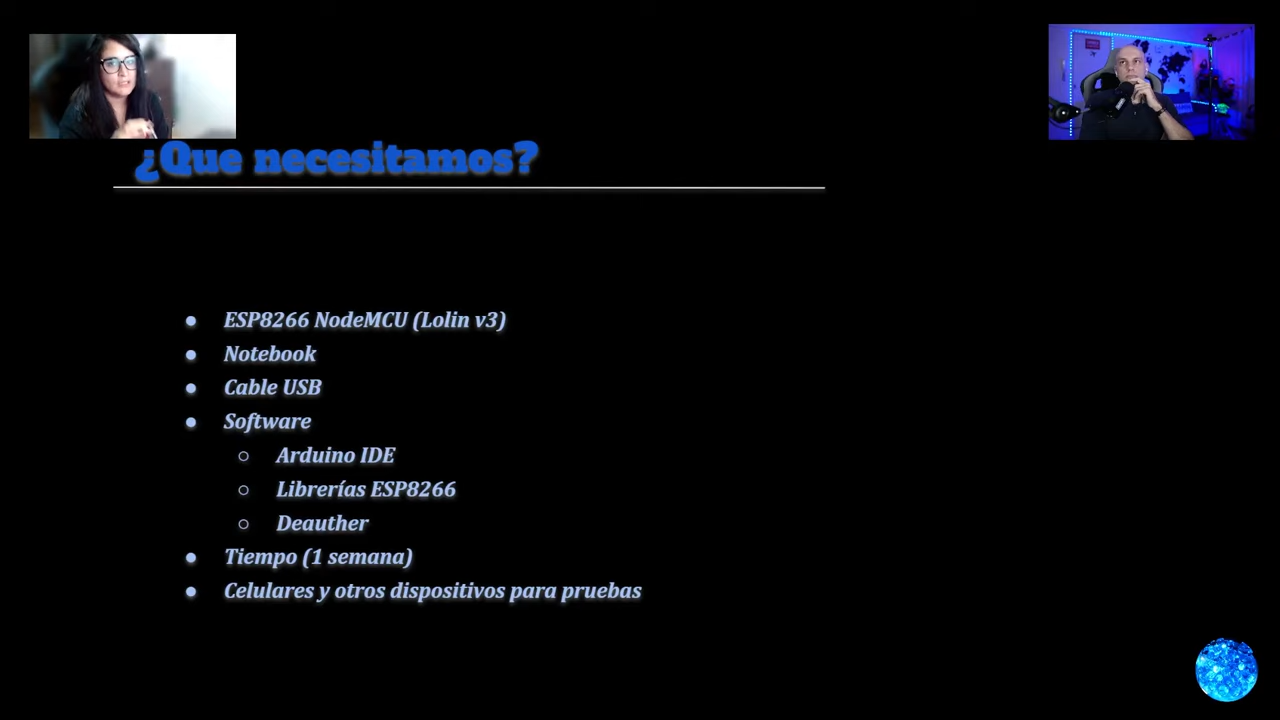 ¿Que necesitamos?
ESP8266 NodeMCU (Lolin v3)
Notebook
Cable USB
Software
Arduino IDE
Librerías ESP8266
Deauther
Tiempo (1 semana)
Celulares y otros dispositivos para pruebas